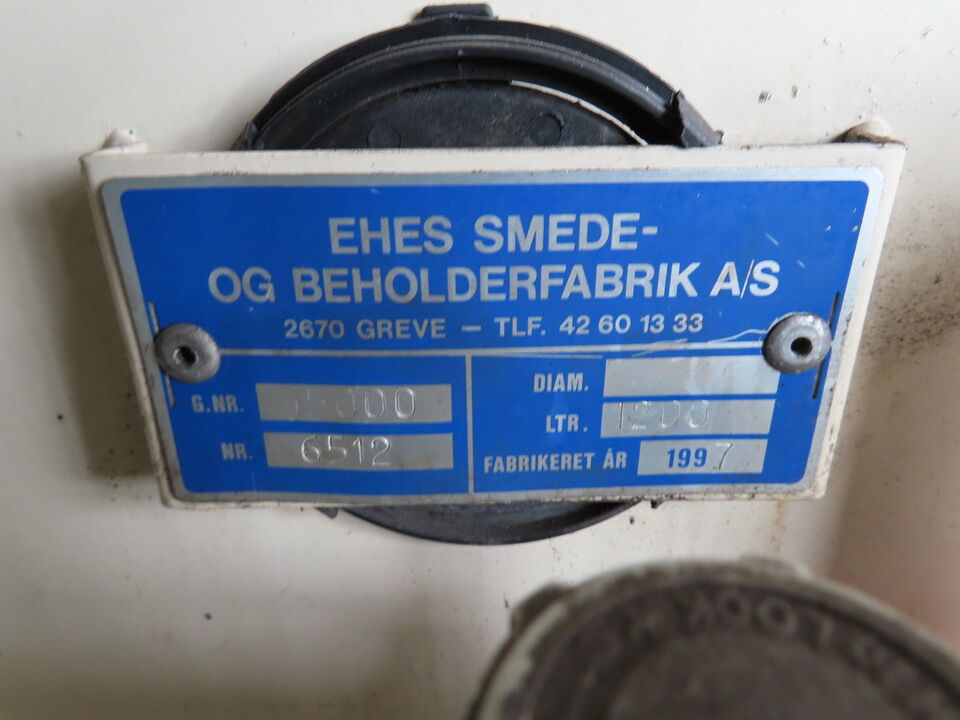 EHES SMEDE-
OG BEHOLDERFABRIK A/S
2670 GREVE – TLF. 42 60 13 33
G.NR.
NR. 6512
DIAM.
LTR. 1200
FABRIKERET ÅR 1997
LOCK